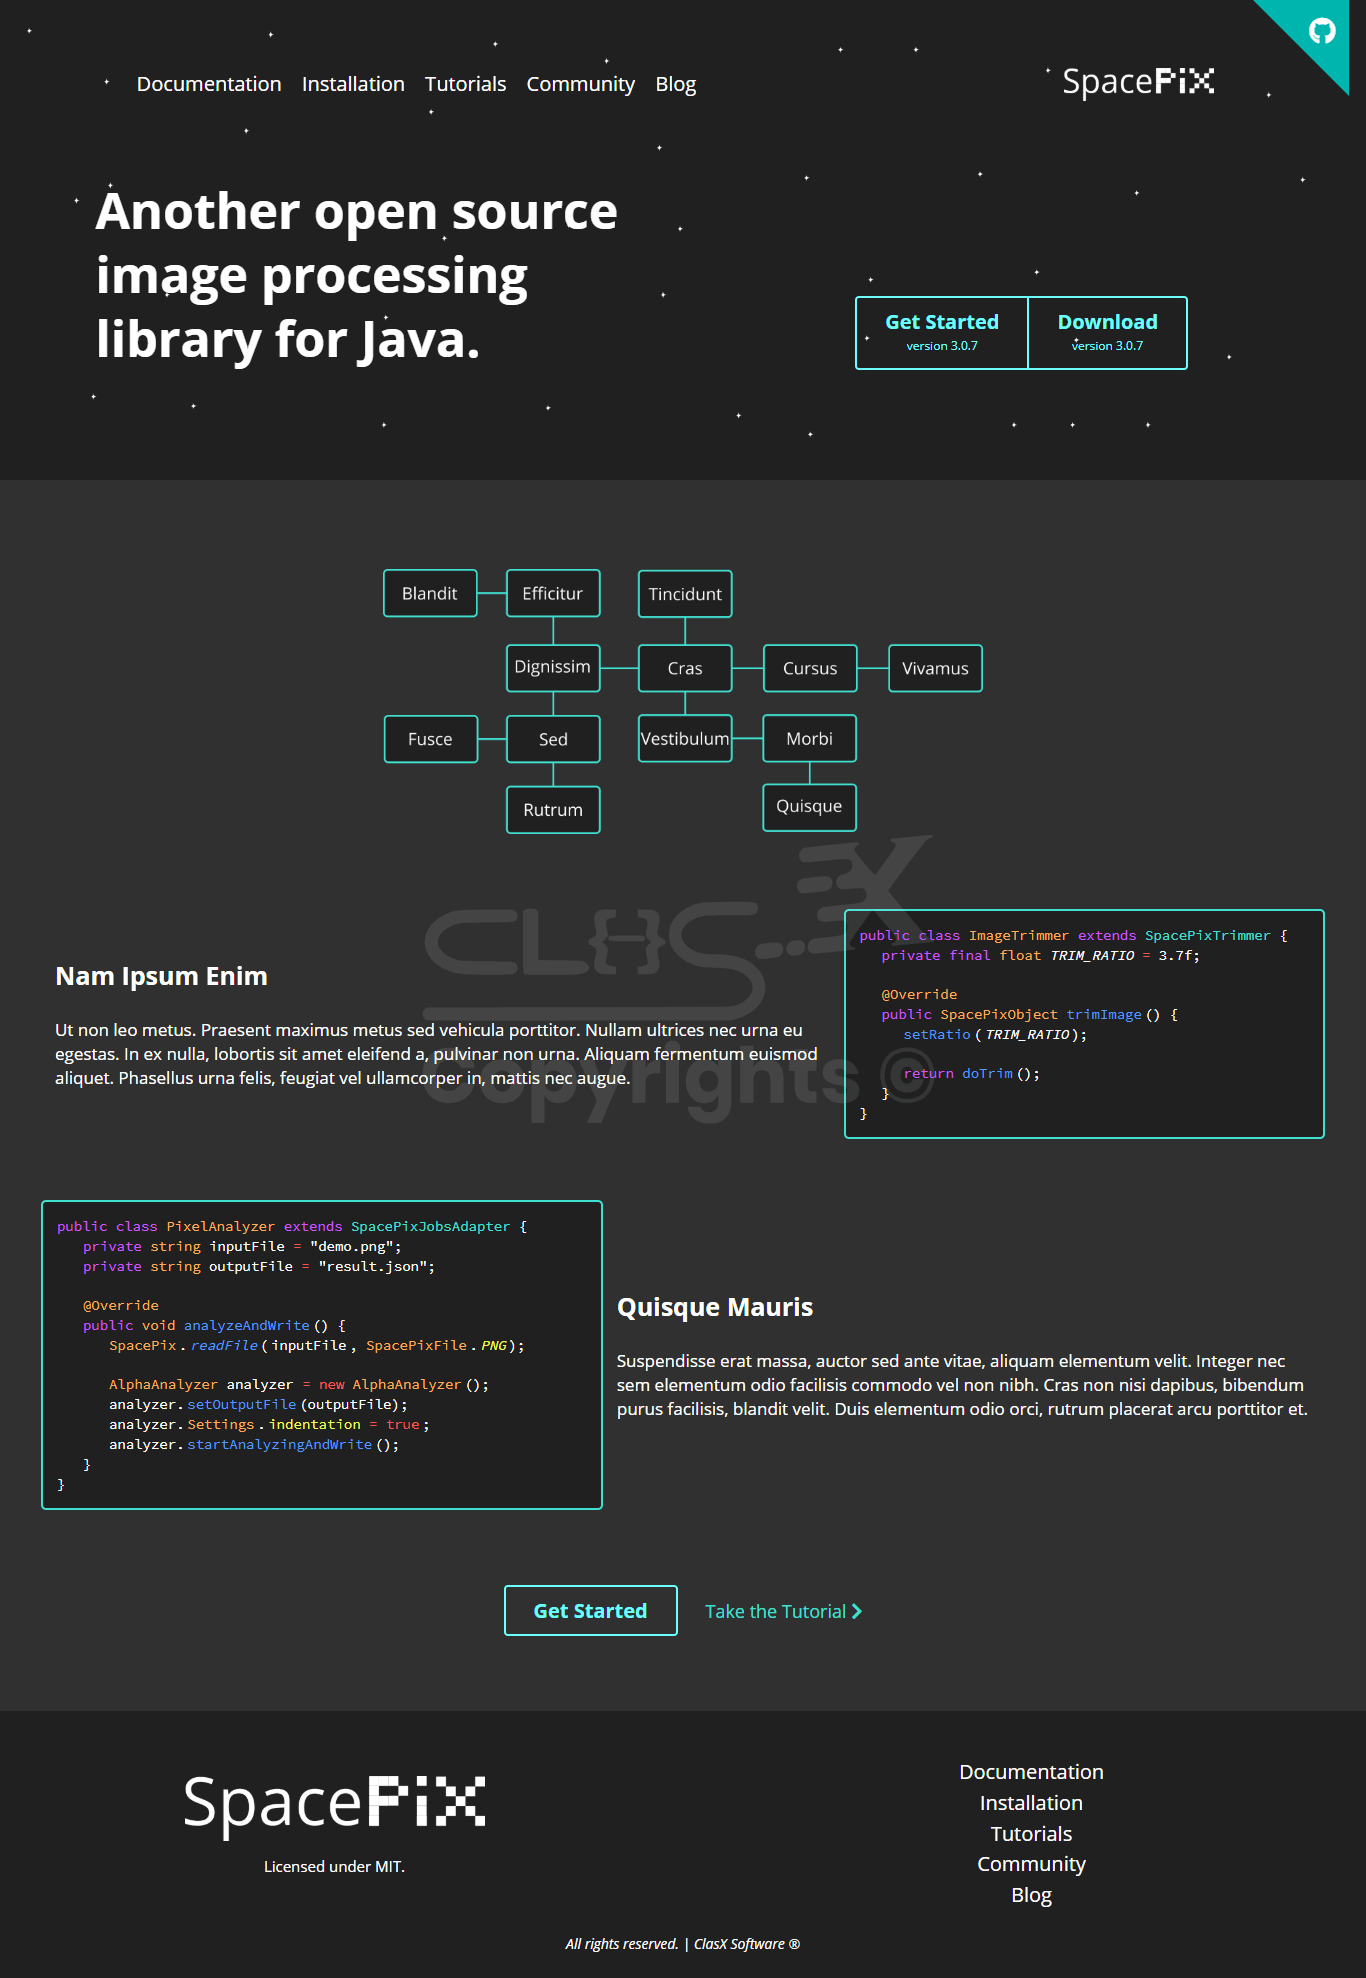 Documentation Installation Tutorials Community Blog
SpacePiX
Another open source
image processing
library for Java.
Get Started
version 3.0.7
Download
version 3.0.7
Blandit Efficitur Tincidunt
Dignissim Cras Cursus Vivamus
Fusce Sed Vestibulum Morbi
Rutrum Quisque
CLAS...X
Copyrights ©
Nam Ipsum Enim
Ut non leo metus. Praesent maximus metus sed vehicula porttitor. Nullam ultrices nec urna eu
egestas. In ex nulla, lobortis sit amet eleifend a, pulvinar non urna. Aliquam fermentum euismod
aliquet. Phasellus urna felis, feugiat vel ullamcorper in, mattis nec augue.
public class ImageTrimmer extends SpacePixTrimmer {
private final float TRIM_RATIO = 3.7f;
@Override
public SpacePixObject trimImage() {
setRatio(TRIM_RATIO);
return doTrim();
}
}
public class PixelAnalyzer extends SpacePixJobsAdapter {
private string inputFile = "demo.png";
private string outputFile = "result.json";
@Override
public void analyzeAndWrite() {
SpacePix.readFile(inputFile, SpacePixFile.PNG);
AlphaAnalyzer analyzer = new AlphaAnalyzer();
analyzer.setOutputFile(outputFile);
analyzer.Settings.indentation = true;
analyzer.startAnalyzingAndWrite();
}
}
Quisque Mauris
Suspendisse erat massa, auctor sed ante vitae, aliquam elementum velit. Integer nec
sem elementum odio facilisis commodo vel non nibh. Cras non nisi dapibus, bibendum
purus facilisis, blandit velit. Duis elementum odio orci, rutrum placerat arcu porttitor et.
Get Started
Take the Tutorial
SpacePiX
Licensed under MIT.
Documentation
Installation
Tutorials
Community
Blog
All rights reserved. | ClasX Software ®